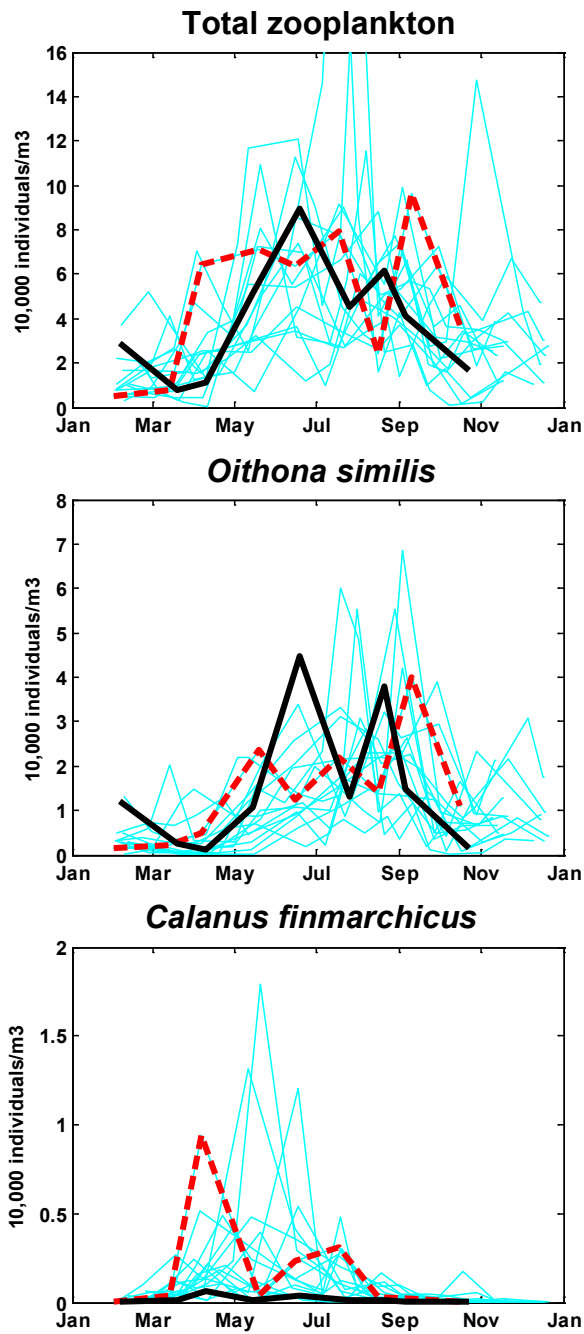 Total zooplankton
16
14
12
10
8
6
4
2
0
10,000 individuals/m3
Jan Mar May Jul Sep Nov Jan
Oithona similis
8
7
6
5
4
3
2
1
0
10,000 individuals/m3
Jan Mar May Jul Sep Nov Jan
Calanus finmarchicus
2
1.5
1
0.5
0
10,000 individuals/m3
Jan Mar May Jul Sep Nov Jan